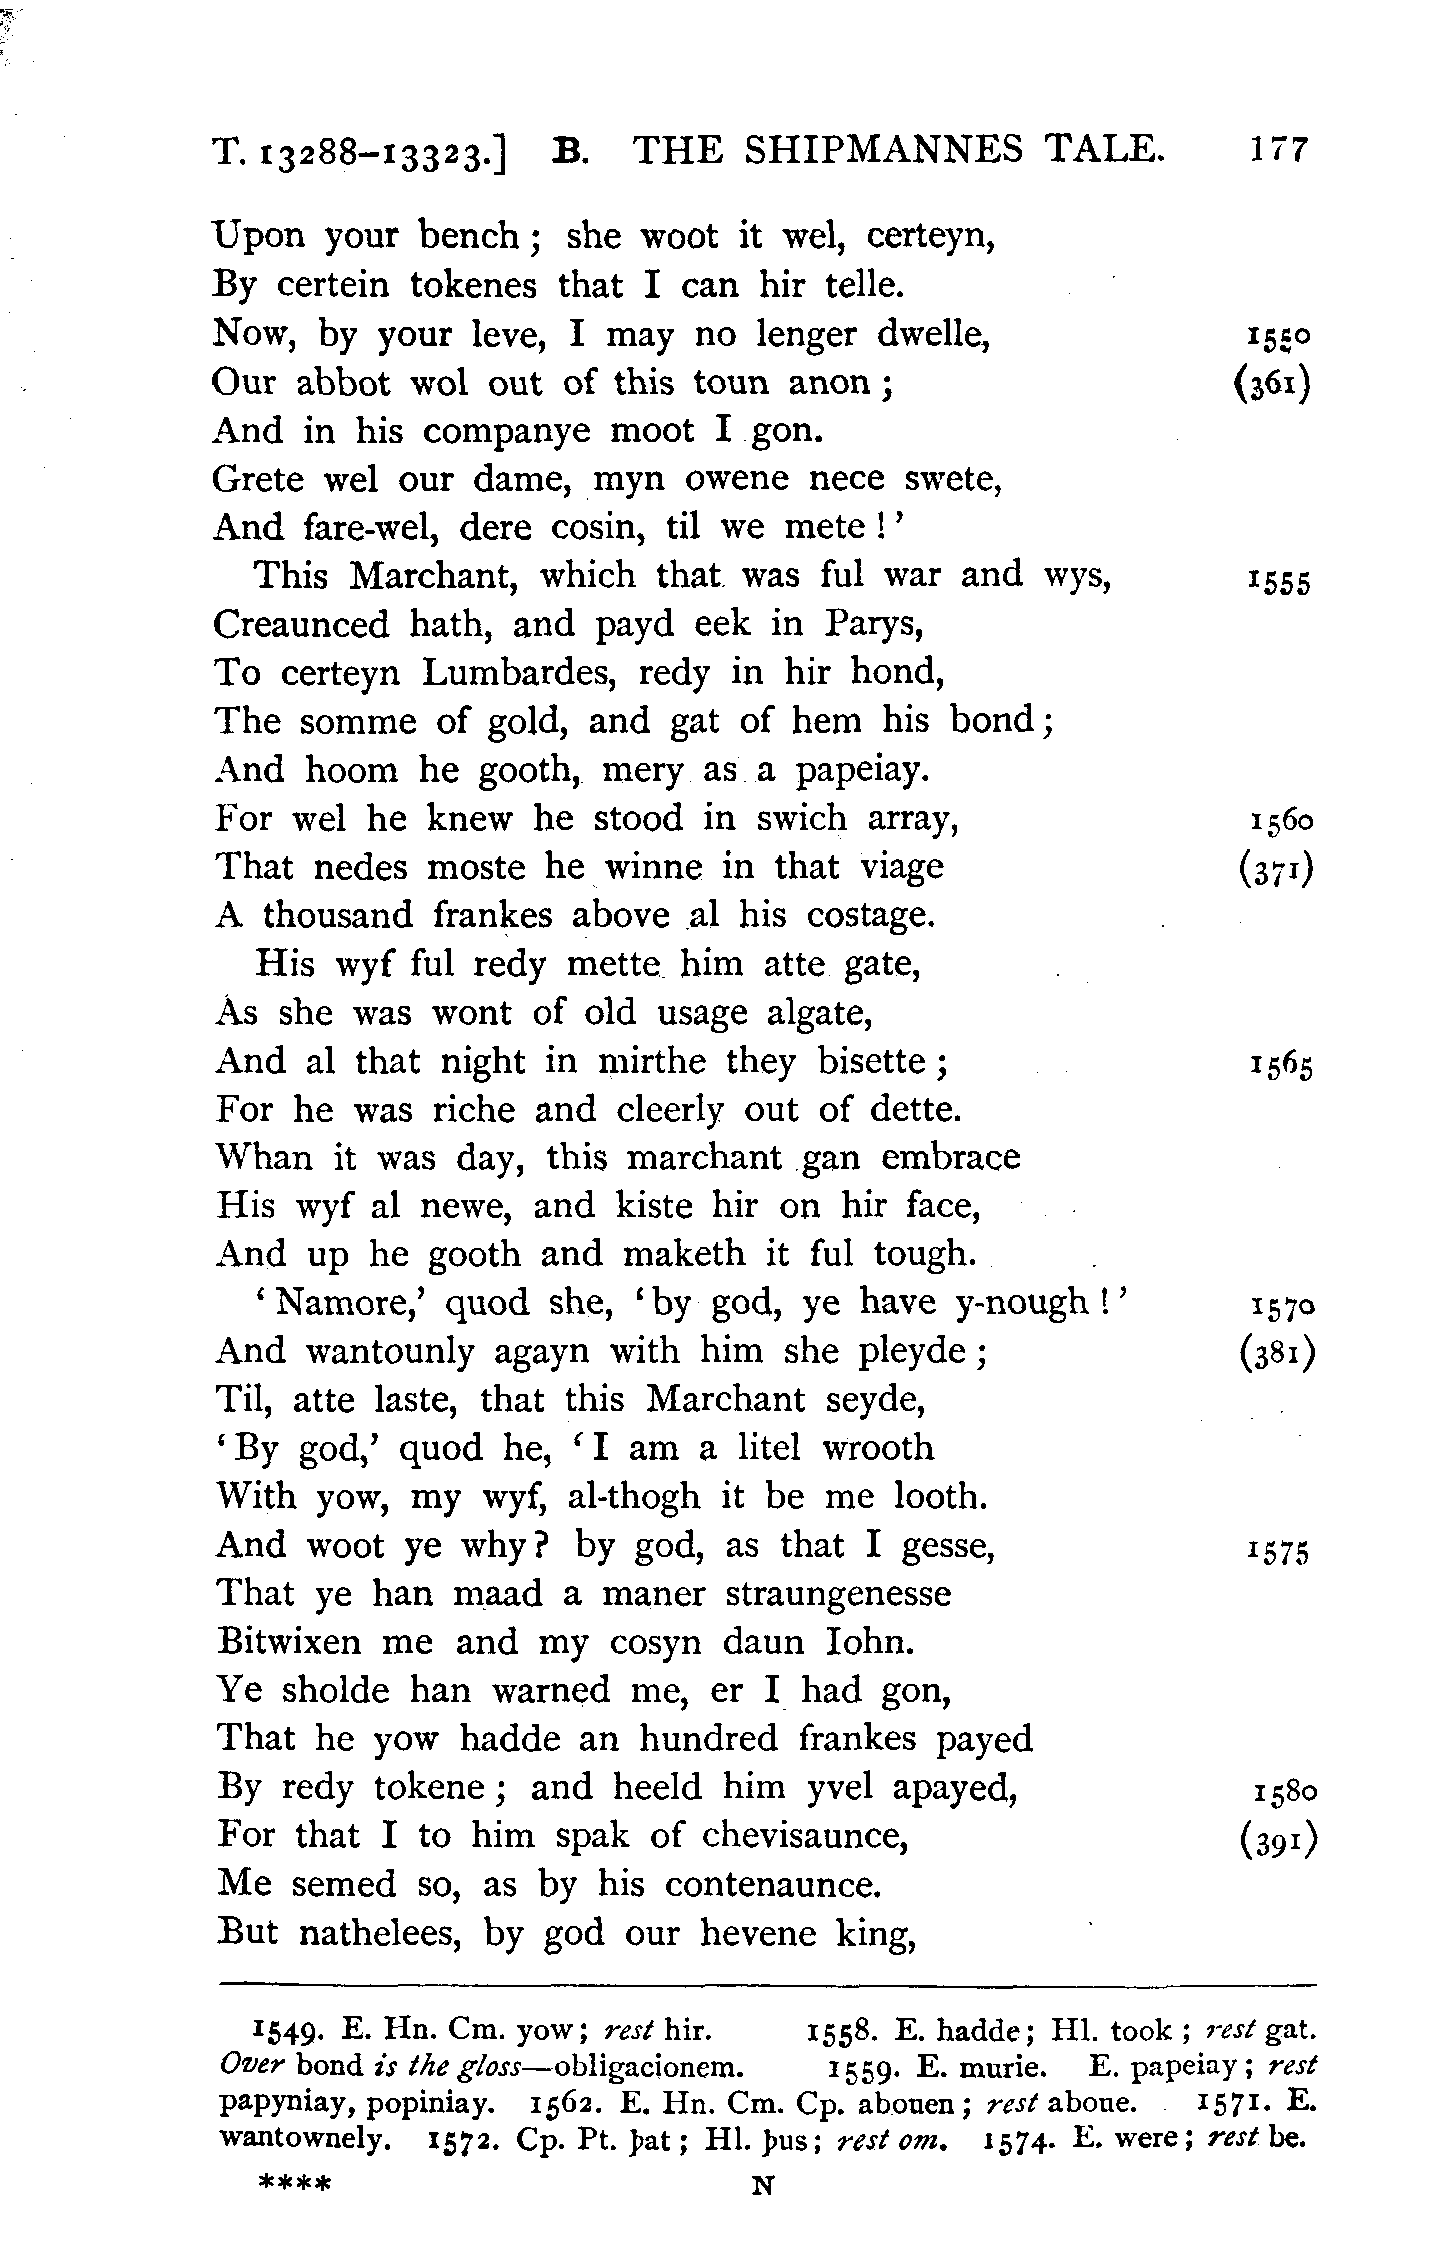 T. 13288–13323.] B. THE SHIPMANNES TALE. 177
Upon your bench ; she woot it wel, certeyn,
By certein tokenes that I can hir telle.
Now, by your leve, I may no lenger dwelle, 1550
Our abbot wol out of this toun anon ; (361)
And in his companye moot I gon.
Grete wel our dame, myn owene nece swete,
And fare-wel, dere cosin, til we mete ! ’
This Marchant, which that was ful war and wys, 1555
Creaunced hath, and payd eek in Parys,
To certeyn Lumbardes, redy in hir hond,
The somme of gold, and gat of hem his bond ;
And hoom he gooth, mery as a papeiay.
For wel he knew he stood in swich array, 1560
That nedes moste he winne in that viage (371)
A thousand frankes above al his costage.
His wyf ful redy mette him atte gate,
As she was wont of old usage algate,
And al that night in mirthe they bisette ; 1565
For he was riche and cleerly out of dette.
Whan it was day, this marchant gan embrace
His wyf al newe, and kiste hir on hir face,
And up he gooth and maketh it ful tough.
‘ Namore,’ quod she, ‘ by god, ye have y-nough ! ’ 1570
And wantounly agayn with him she pleyde ; (381)
Til, atte laste, that this Marchant seyde,
‘ By god,’ quod he, ‘ I am a litel wrooth
With yow, my wyf, al-thogh it be me looth.
And woot ye why ? by god, as that I gesse, 1575
That ye han maad a maner straungenesse
Bitwixen me and my cosyn daun Iohn.
Ye sholde han warned me, er I had gon,
That he yow hadde an hundred frankes payed
By redy tokene ; and heeld him yvel apayed, 1580
For that I to him spak of chevisaunce, (391)
Me semed so, as by his contenaunce.
But nathelees, by god our hevene king,
1549. E. Hn. Cm. yow ; rest hir. 1558. E. hadde ; Hl. took ; rest gat.
Over bond is the gloss—obligacionem. 1559. E. murie. E. papeiay ; rest
papyniay, popiniay. 1562. E. Hn. Cm. Cp. abouen ; rest aboue. 1571. E.
wantownely. 1572. Cp. Pt. þat ; Hl. þus ; rest om. 1574. E. were ; rest be.
**** N